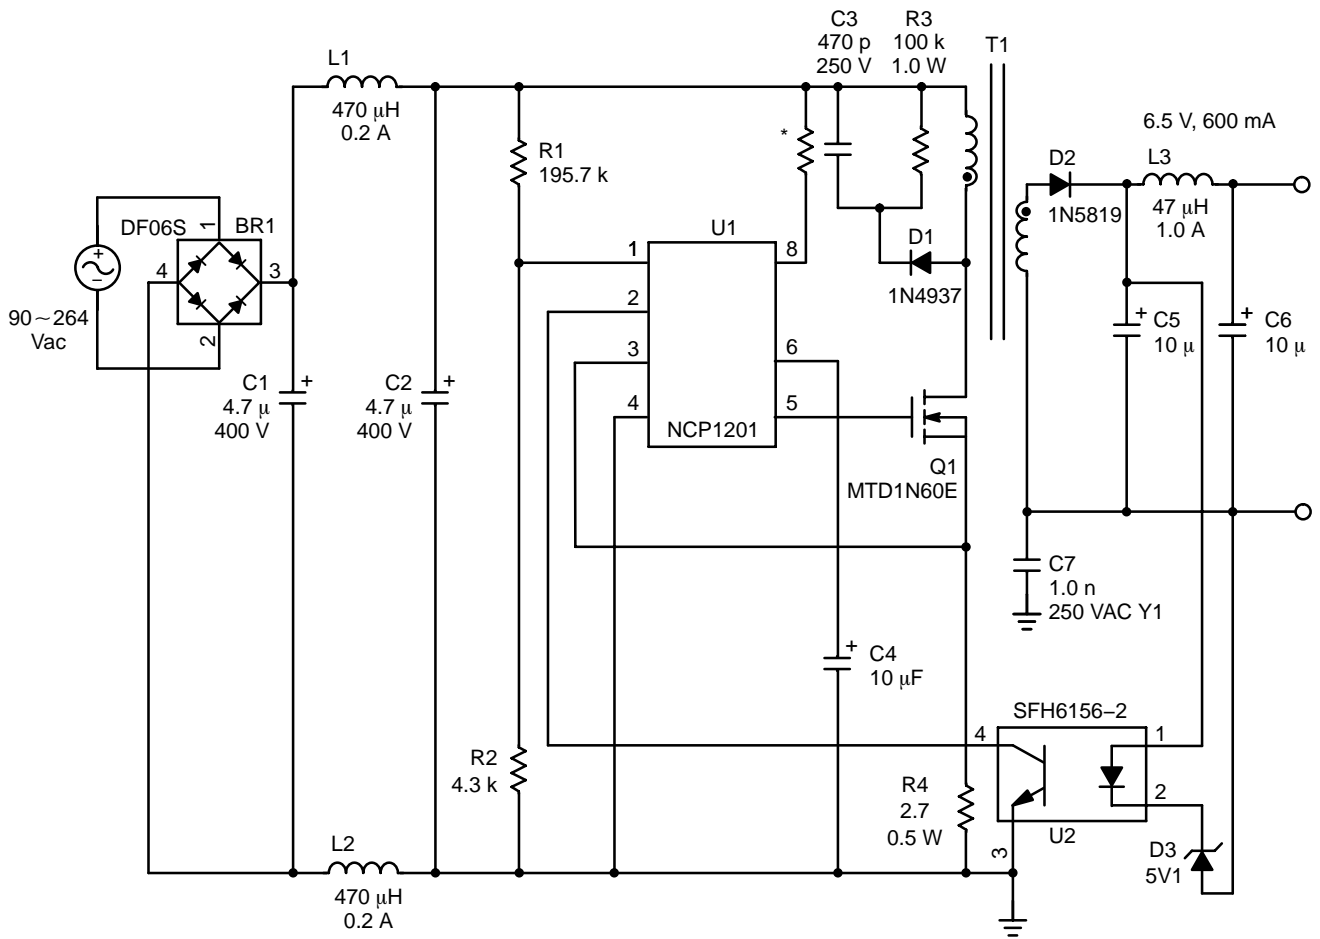 C3
470 p
250 V
R3
100 k
1.0 W
T1
L1
470 μH
0.2 A
6.5 V, 600 mA
*
R1
195.7 k
D2
1N5819
L3
47 μH
1.0 A
DF06S
BR1
1
4
3
2
+
~
−
90~264
Vac
U1
1
2
3
4
8
6
5
NCP1201
D1
1N4937
C1
4.7 μ
400 V
+
C2
4.7 μ
400 V
+
+
C5
10 μ
+
C6
10 μ
Q1
MTD1N60E
C7
1.0 n
250 VAC Y1
+
C4
10 μF
SFH6156–2
4
1
2
3
U2
R2
4.3 k
R4
2.7
0.5 W
D3
5V1
L2
470 μH
0.2 A